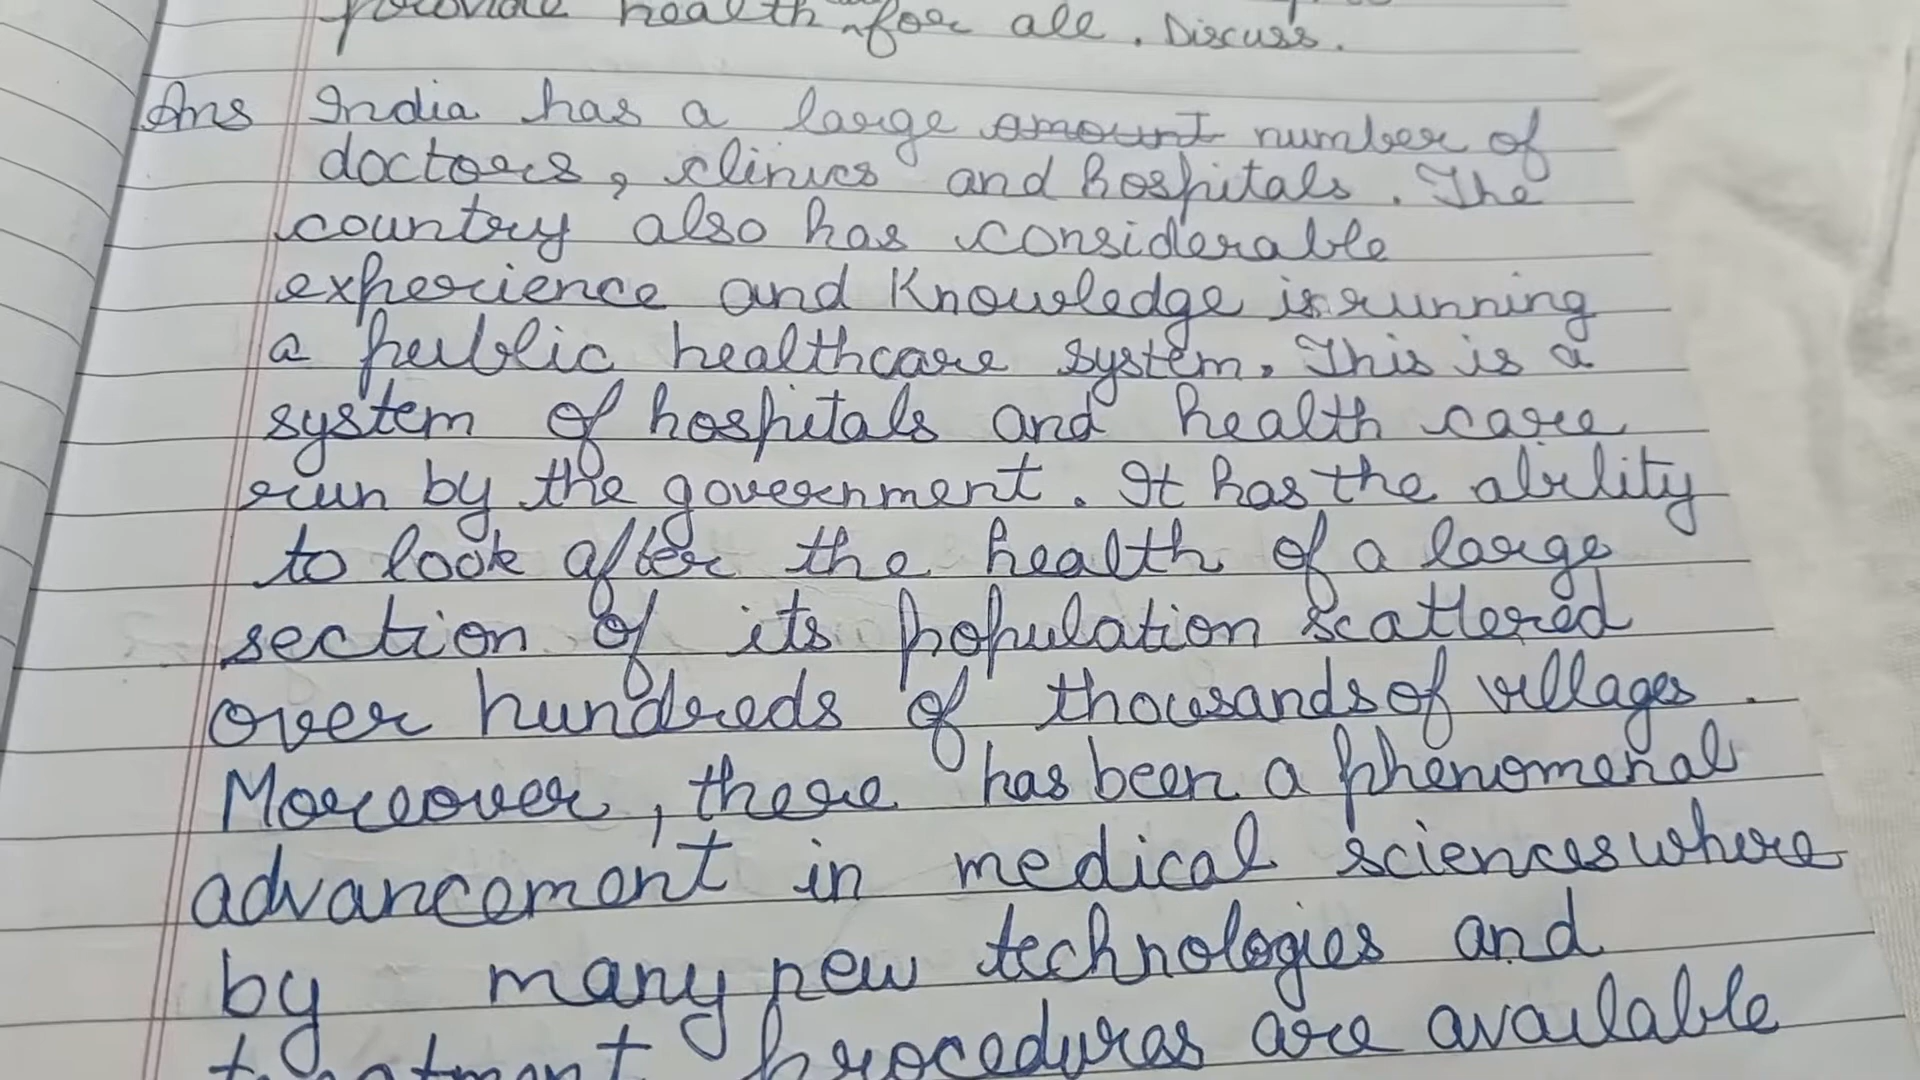 provide health for all. Discuss.
Ans India has a large amount number of
doctors, clinics and hospitals. The
country also has considerable
experience and Knowledge is running
a public healthcare system. This is a
system of hospitals and health care
run by the government. It has the ability
to look after the health of a large
section of its population scattered
over hundreds of thousands of villages.
Moreover, there has been a phenomenal
advancement in medical sciences where
by many new technologies and
treatment procedures are available